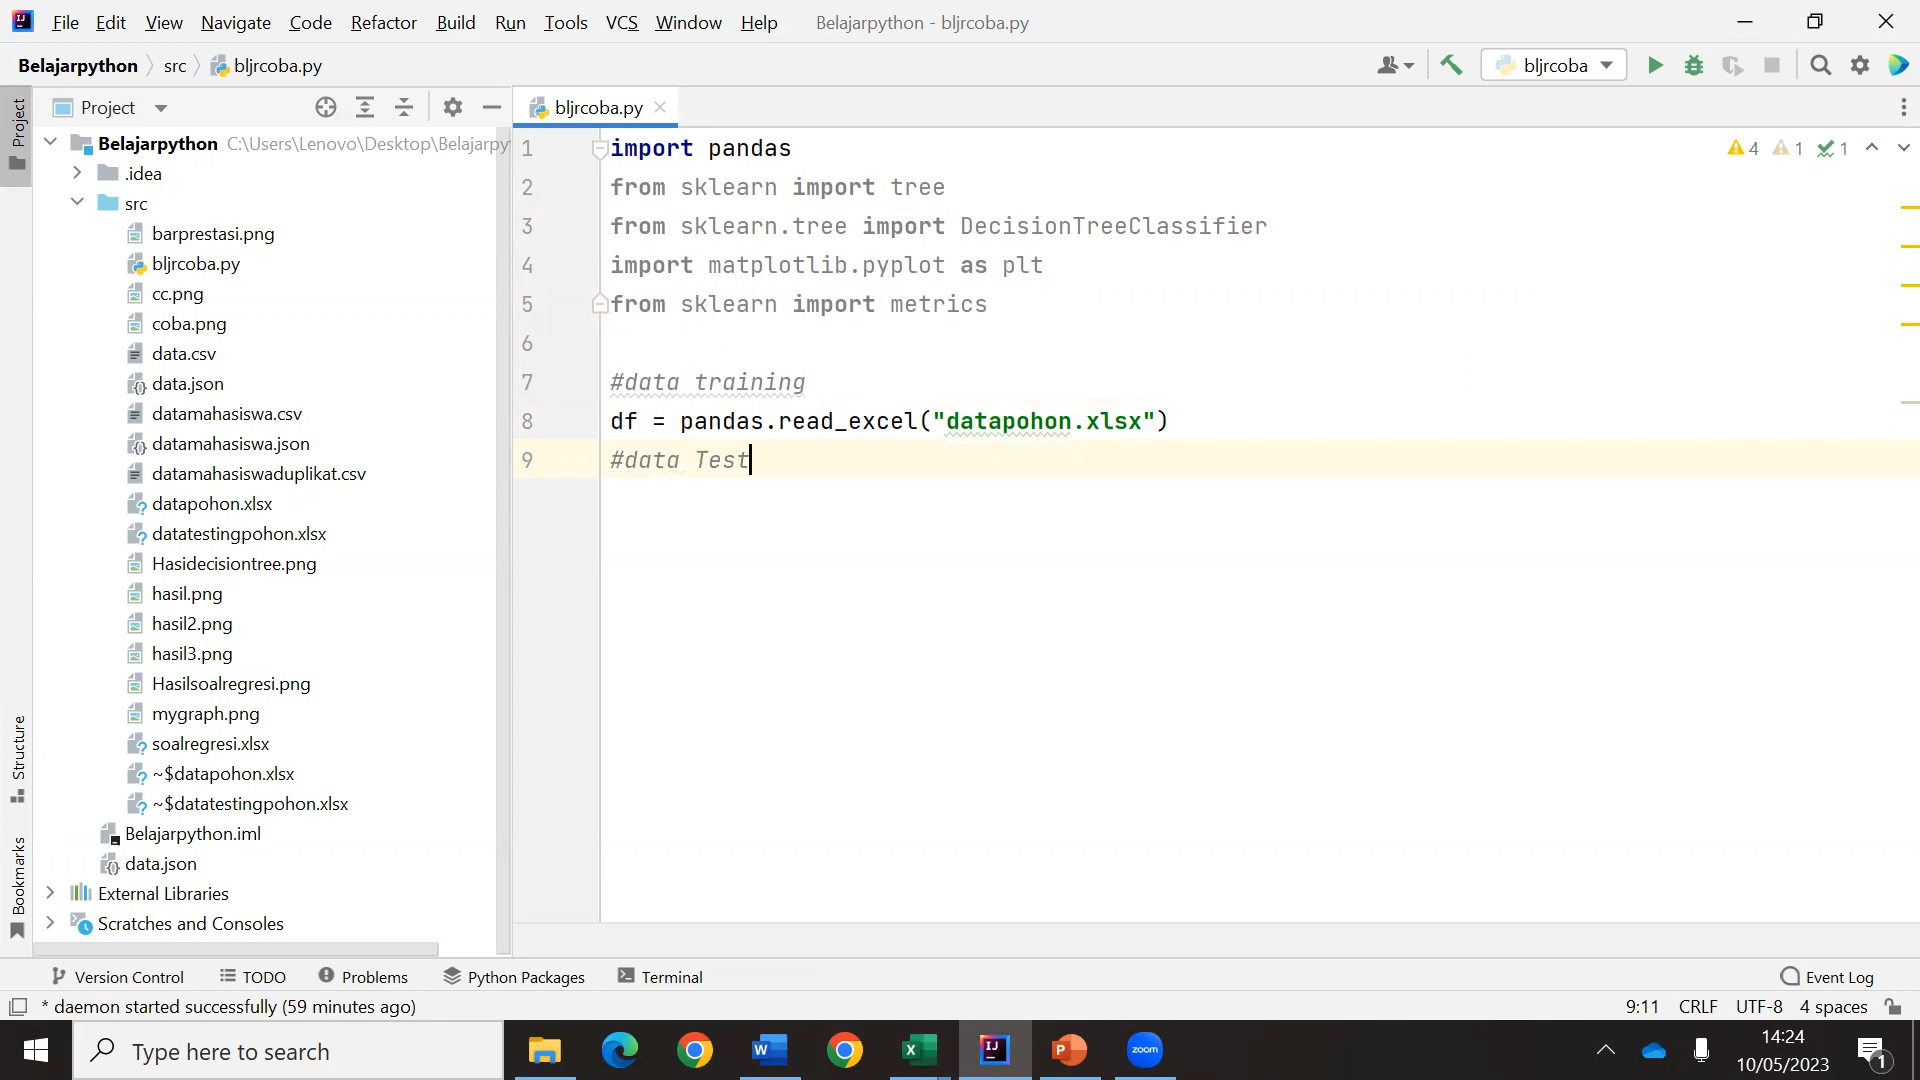 File Edit View Navigate Code Refactor Build Run Tools VCS Window Help Belajarpython - bljrcoba.py
Belajarpython src bljrcoba.py bljrcoba
Project bljrcoba.py
Project
Belajarpython C:\Users\Lenovo\Desktop\Belajarpy
.idea
src
barprestasi.png
bljrcoba.py
cc.png
coba.png
data.csv
data.json
datamahasiswa.csv
datamahasiswa.json
datamahasiswaduplikat.csv
datapohon.xlsx
datatestingpohon.xlsx
Hasidecisiontree.png
hasil.png
hasil2.png
hasil3.png
Hasilsoalregresi.png
mygraph.png
soalregresi.xlsx
~$datapohon.xlsx
~$datatestingpohon.xlsx
Belajarpython.iml
data.json
External Libraries
Scratches and Consoles
Structure
Bookmarks
1 import pandas
2 from sklearn import tree
3 from sklearn.tree import DecisionTreeClassifier
4 import matplotlib.pyplot as plt
5 from sklearn import metrics
6
7 #data training
8 df = pandas.read_excel("datapohon.xlsx")
9 #data Test
4 1 1
Version Control TODO Problems Python Packages Terminal Event Log
* daemon started successfully (59 minutes ago) 9:11 CRLF UTF-8 4 spaces
Type here to search
zoom
14:24
10/05/2023
1